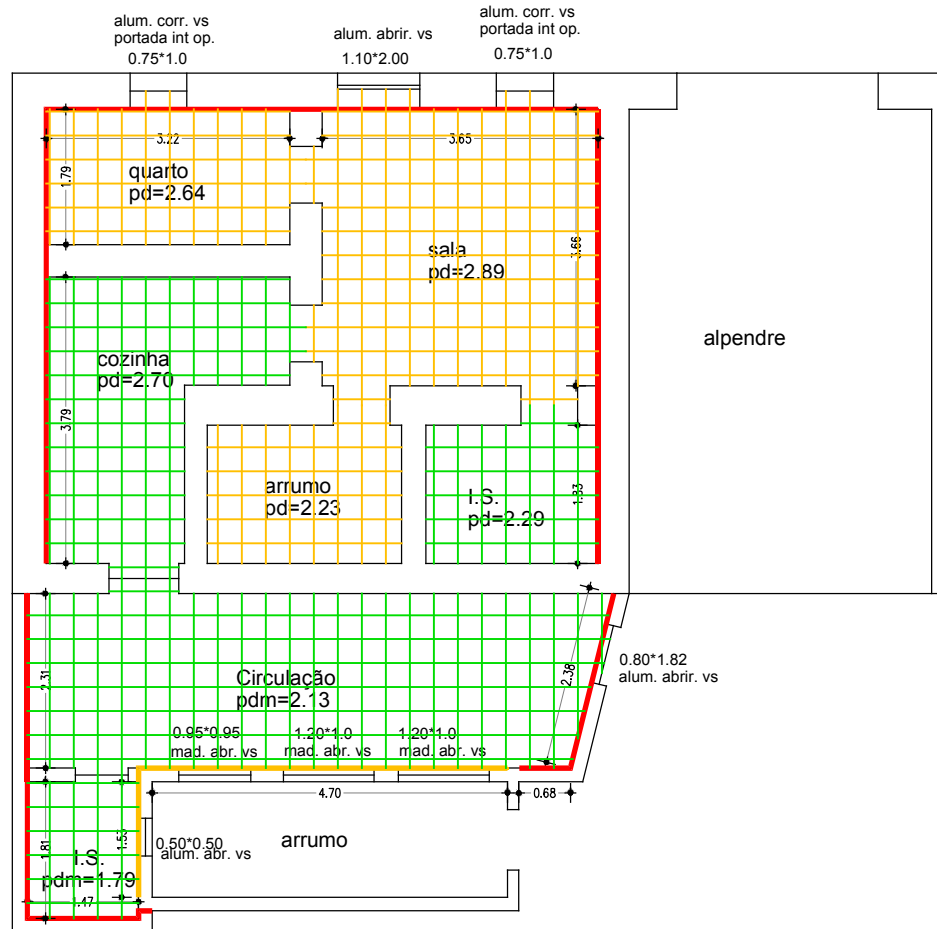 alum. corr. vs
portada int op.
0.75*1.0
alum. abrir. vs
1.10*2.00
alum. corr. vs
portada int op.
0.75*1.0
3.22
3.65
1.79
quarto
pd=2.64
sala
pd=2.89
3.66
alpendre
cozinha
pd=2.70
3.79
arrumo
pd=2.23
I.S.
pd=2.29
1.83
2.31
Circulação
pdm=2.13
2.38
0.80*1.82
alum. abrir. vs
0.95*0.95
mad. abr. vs
1.20*1.0
mad. abr. vs
1.20*1.0
mad. abr. vs
4.70
0.68
1.81
1.53
0.50*0.50
alum. abr. vs
arrumo
I.S.
pdm=1.79
1.47